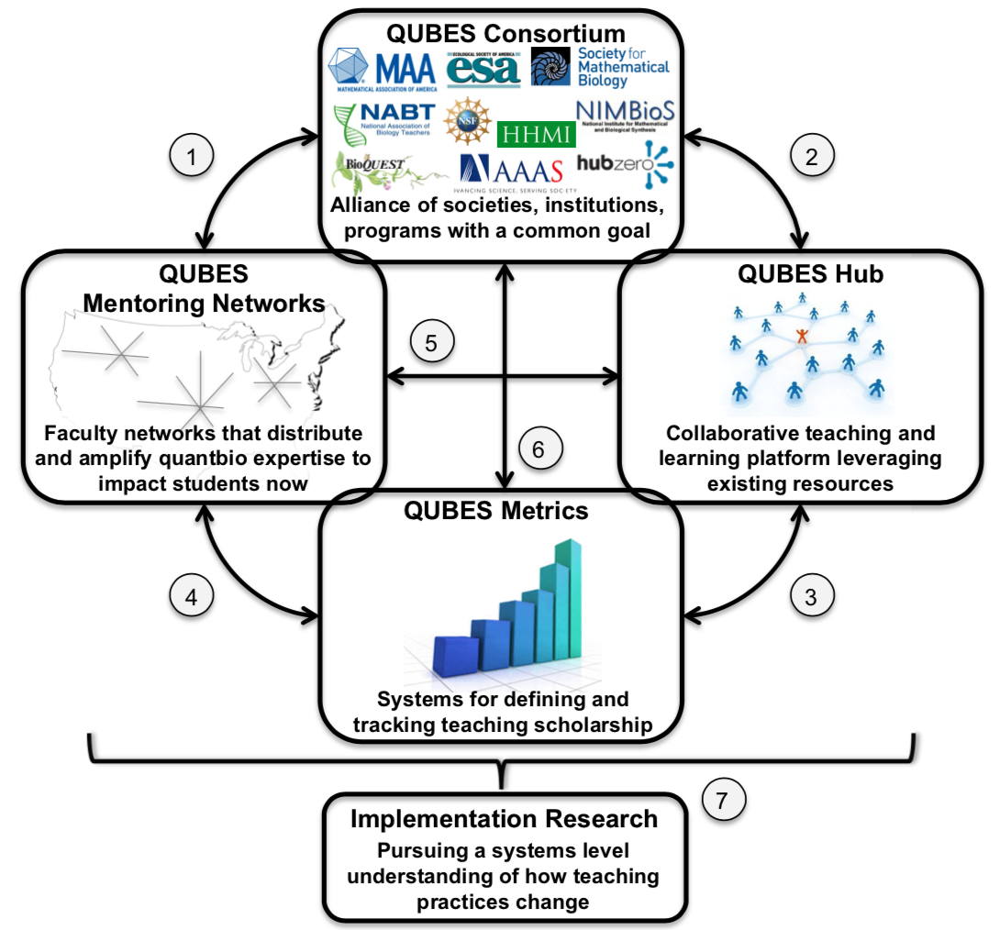 QUBES Consortium
MAA
MATHEMATICAL ASSOCIATION OF AMERICA
ECOLOGICAL SOCIETY OF AMERICA
esa
Society for
Mathematical
Biology
NABT
National Association of
Biology Teachers
NSF
HHMI
NIMBioS
National Institute for Mathematical
and Biological Synthesis
BioQUEST
AAAS
IVANCING SCIENCE, SERVING SOCIETY
hubzero
Alliance of societies, institutions,
programs with a common goal
1
2
QUBES
Mentoring Networks
Faculty networks that distribute
and amplify quantbio expertise to
impact students now
5
6
QUBES Hub
Collaborative teaching and
learning platform leveraging
existing resources
4
3
QUBES Metrics
Systems for defining and
tracking teaching scholarship
7
Implementation Research
Pursuing a systems level
understanding of how teaching
practices change